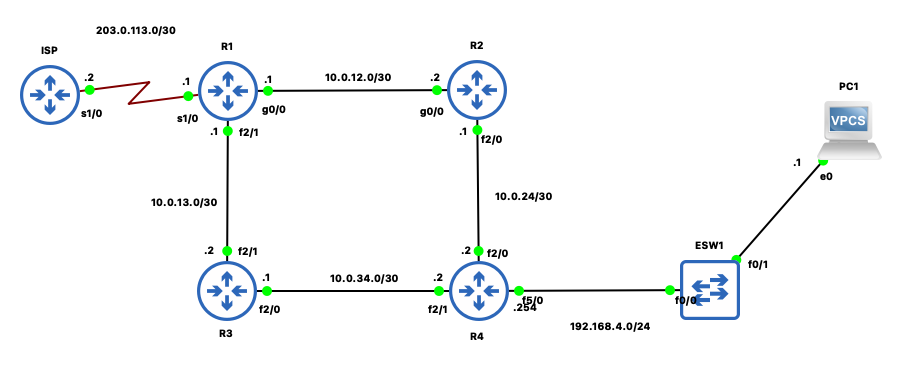 203.0.113.0/30
ISP
R1
R2
.2
.1
.1
10.0.12.0/30
.2
PC1
VPCS
s1/0
s1/0
g0/0
g0/0
.1
f2/1
.1
f2/0
.1
e0
10.0.13.0/30
10.0.24/30
.2
f2/1
.2
f2/0
ESW1
f0/1
.1
10.0.34.0/30
.2
f2/0
f2/1
f5/0
.254
f0/0
R3
R4
192.168.4.0/24